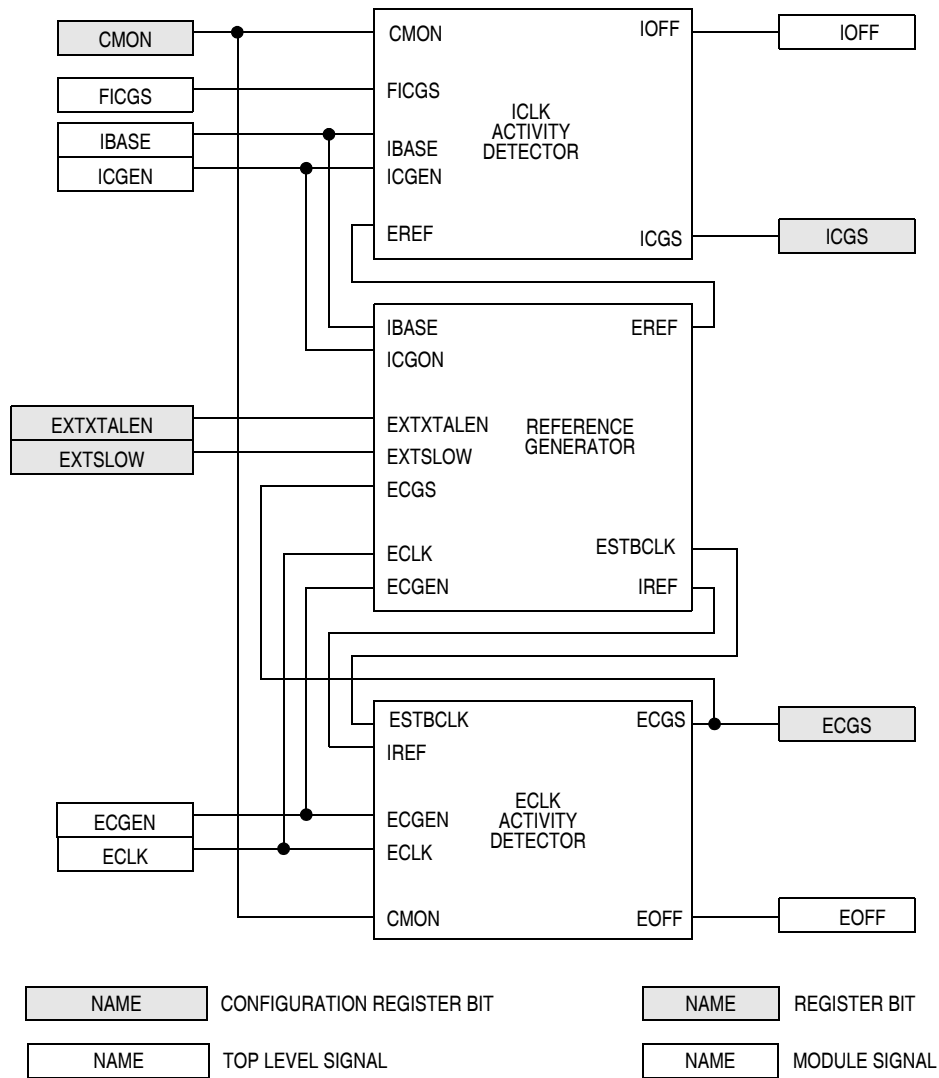 CMON
FICGS
IBASE
ICGEN
CMON
FICGS
IBASE
ICGEN
EREF
ICLK
ACTIVITY
DETECTOR
IOFF
ICGS
IOFF
ICGS
EXTXTALEN
EXTSLOW
IBASE
ICGON
EXTXTALEN
EXTSLOW
ECGS
ECLK
ECGEN
REFERENCE
GENERATOR
EREF
ESTBCLK
IREF
ECGEN
ECLK
ESTBCLK
IREF
ECGEN
ECLK
CMON
ECLK
ACTIVITY
DETECTOR
ECGS
EOFF
ECGS
EOFF
NAME CONFIGURATION REGISTER BIT
NAME REGISTER BIT
NAME TOP LEVEL SIGNAL
NAME MODULE SIGNAL